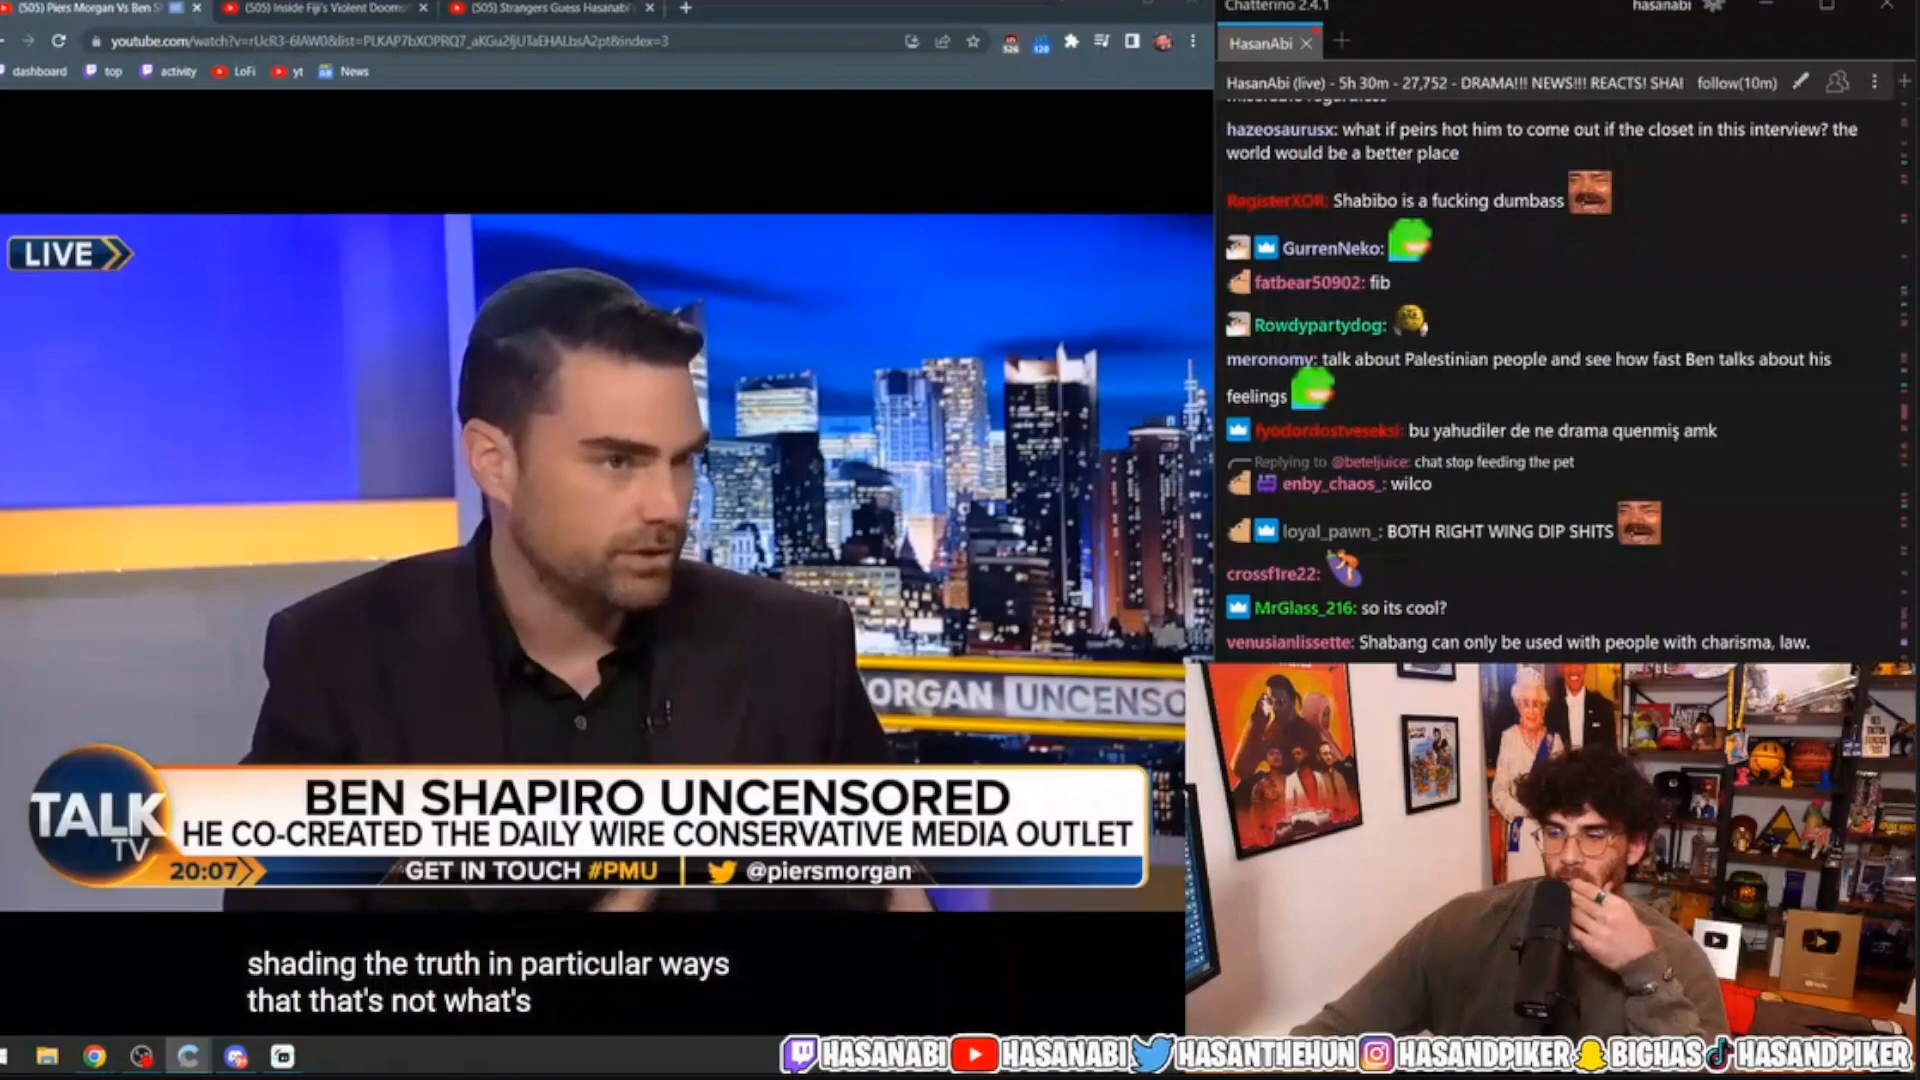 (505) Piers Morgan Vs Ben S
(505) Inside Fiji's Violent Dooms
(505) Strangers Guess Hasanabi's
youtube.com/watch?v=rUcR3-6IAW0&list=PLKAP7bXOPRQ7_aKGu2fjUTaEHALbsA2pt&index=3
526
120
dashboard
top
activity
LoFi
yt
News
LIVE
ORGAN UNCENSO
BEN SHAPIRO UNCENSORED
HE CO-CREATED THE DAILY WIRE CONSERVATIVE MEDIA OUTLET
TALK
TV
20:07
GET IN TOUCH #PMU
@piersmorgan
shading the truth in particular ways
that that's not what's
Chatterino 2.4.1
hasanabi
HasanAbi
HasanAbi (live) - 5h 30m - 27,752 - DRAMA!!! NEWS!!! REACTS! SHAI
follow(10m)
miserable regardless
hazeosaurusx: what if peirs hot him to come out if the closet in this interview? the
world would be a better place
RegisterXOR: Shabibo is a fucking dumbass
GurrenNeko:
fatbear50902: fib
Rowdypartydog:
meronomy: talk about Palestinian people and see how fast Ben talks about his
feelings
fyodordostveseksi: bu yahudiler de ne drama quenmiş amk
Replying to @beteljuice: chat stop feeding the pet
enby_chaos_: wilco
loyal_pawn_: BOTH RIGHT WING DIP SHITS
crossf1re22:
MrGlass_216: so its cool?
venusianlissette: Shabang can only be used with people with charisma, law.
HASANABI
HASANABI
HASANTHEHUN
HASANDPIKER
BIGHAS
HASANDPIKER